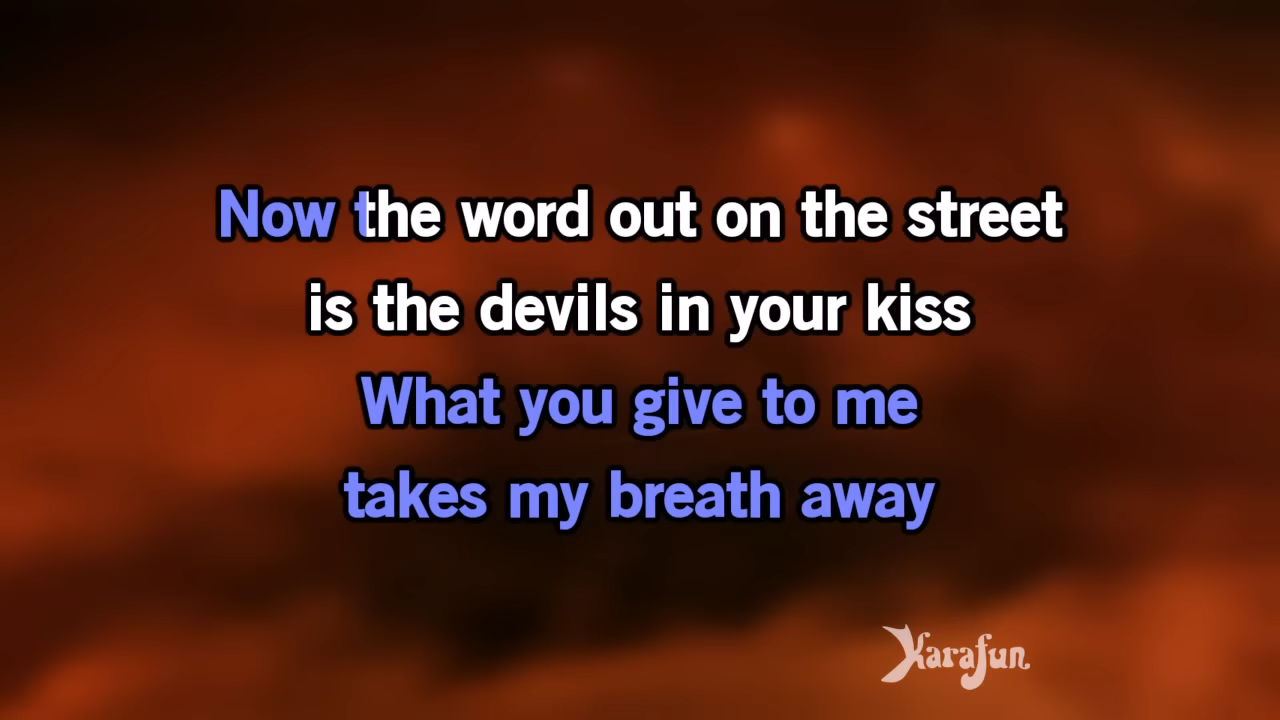 Now the word out on the street
is the devils in your kiss
What you give to me
takes my breath away
Karafun